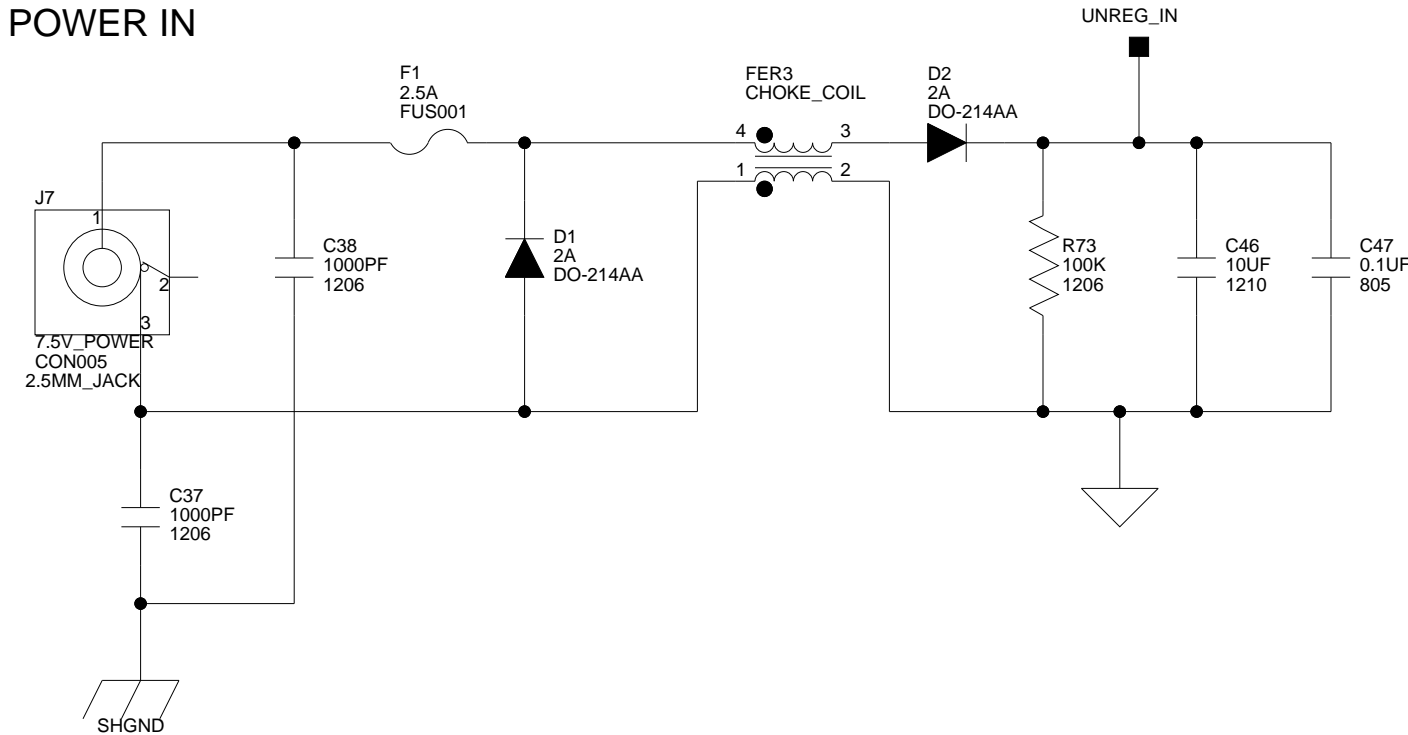 POWER IN
UNREG_IN
F1
2.5A
FUS001
FER3
CHOKE_COIL
D2
2A
DO-214AA
4
3
1
2
J7
1
2
3
7.5V_POWER
CON005
2.5MM_JACK
C38
1000PF
1206
D1
2A
DO-214AA
R73
100K
1206
C46
10UF
1210
C47
0.1UF
805
C37
1000PF
1206
SHGND